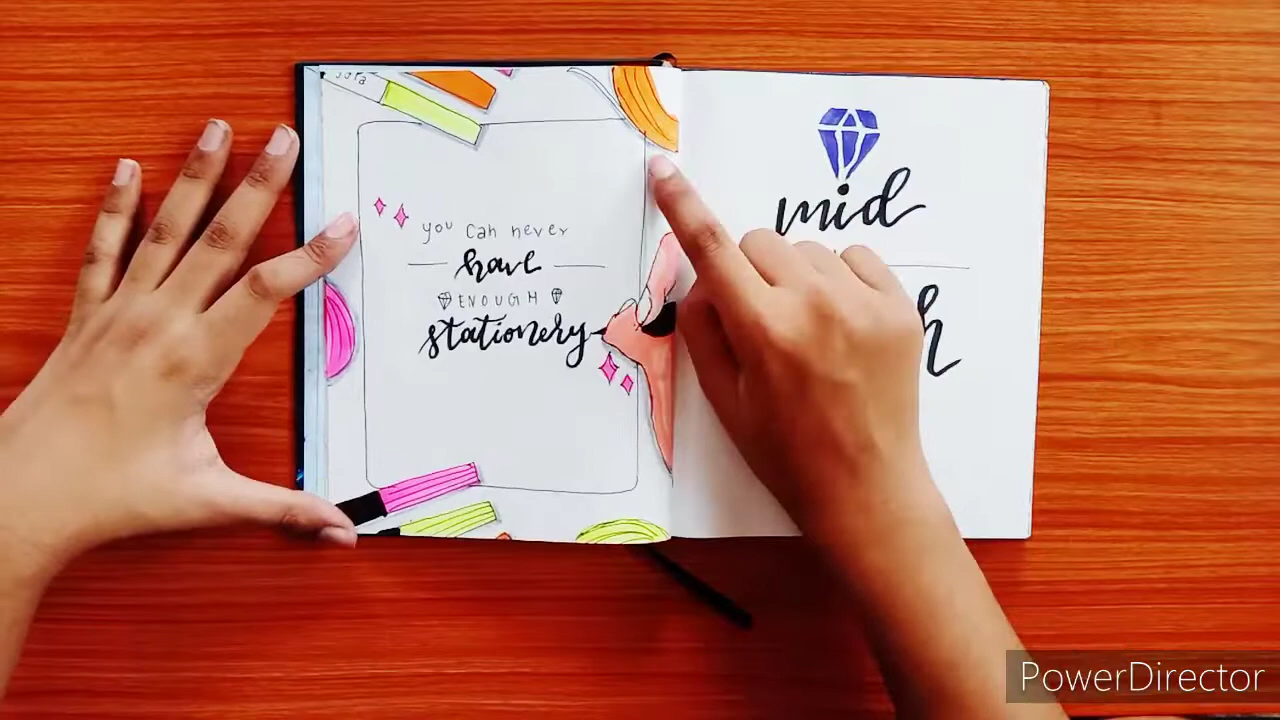 you can never
have
ENOUGH
stationery
mid
h
PowerDirector